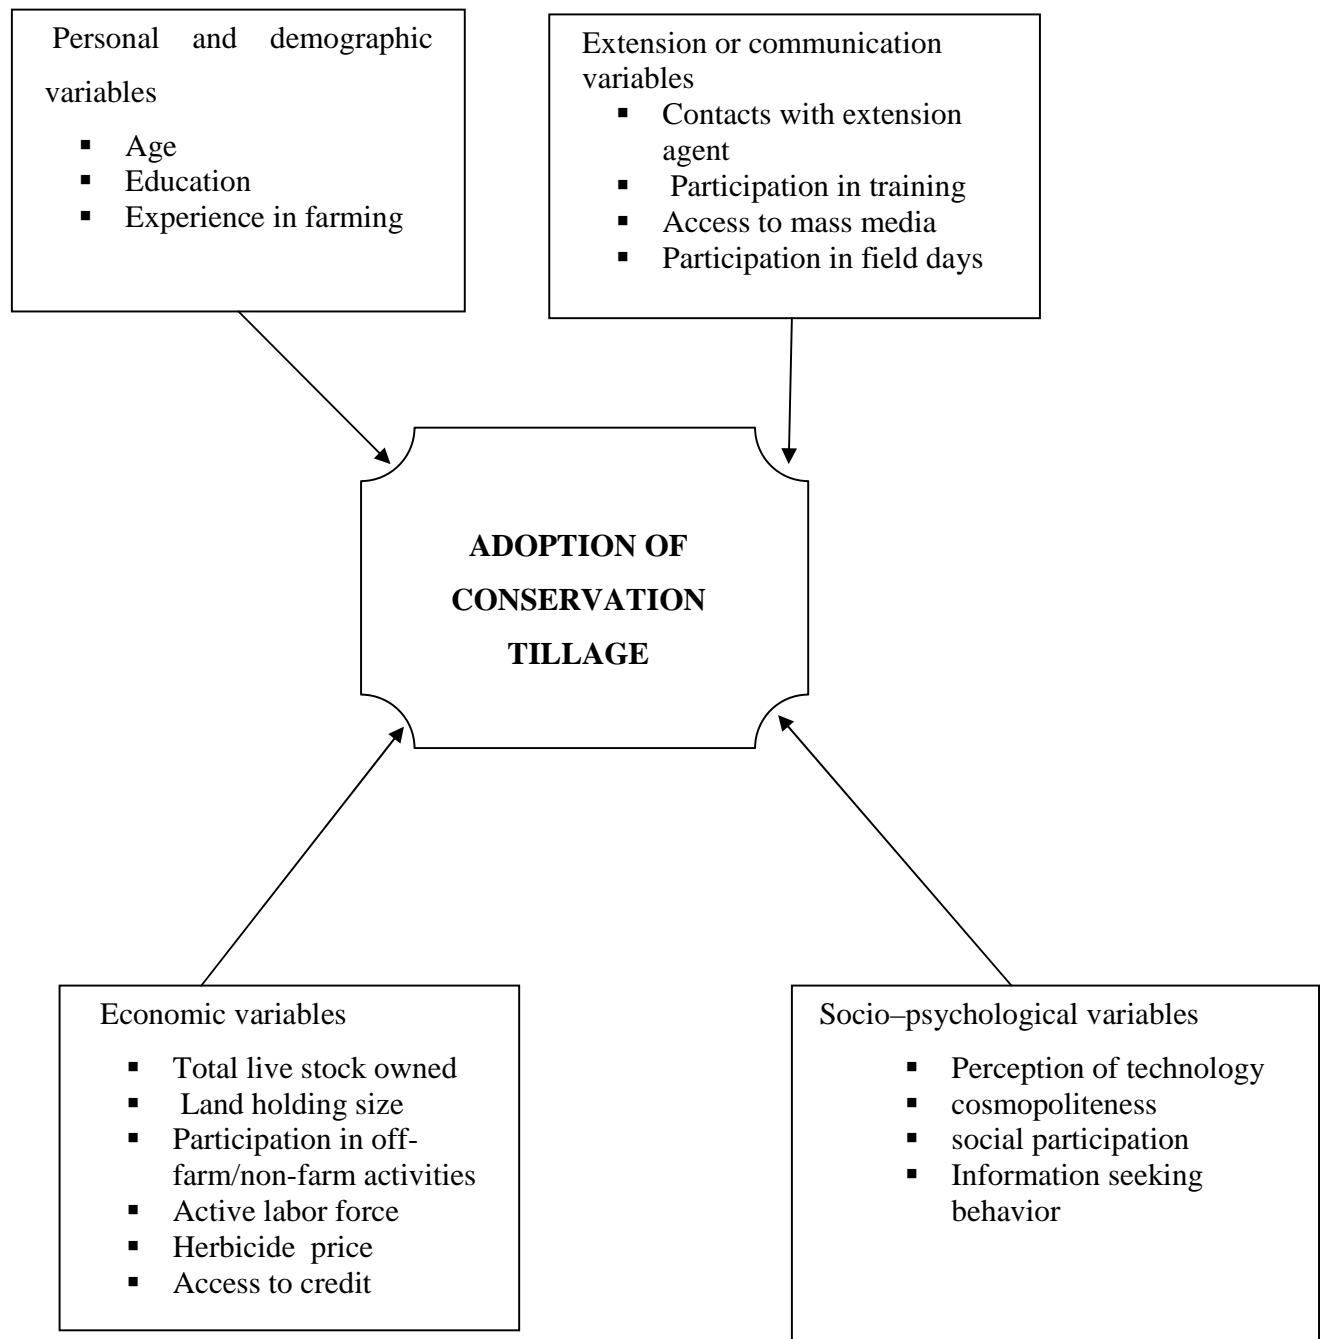 Personal and demographic
variables
▪ Age
▪ Education
▪ Experience in farming
Extension or communication
variables
▪ Contacts with extension
agent
▪ Participation in training
▪ Access to mass media
▪ Participation in field days
ADOPTION OF
CONSERVATION
TILLAGE
Economic variables
▪ Total live stock owned
▪ Land holding size
▪ Participation in off-
farm/non-farm activities
▪ Active labor force
▪ Herbicide price
▪ Access to credit
Socio–psychological variables
▪ Perception of technology
▪ cosmopoliteness
▪ social participation
▪ Information seeking
behavior